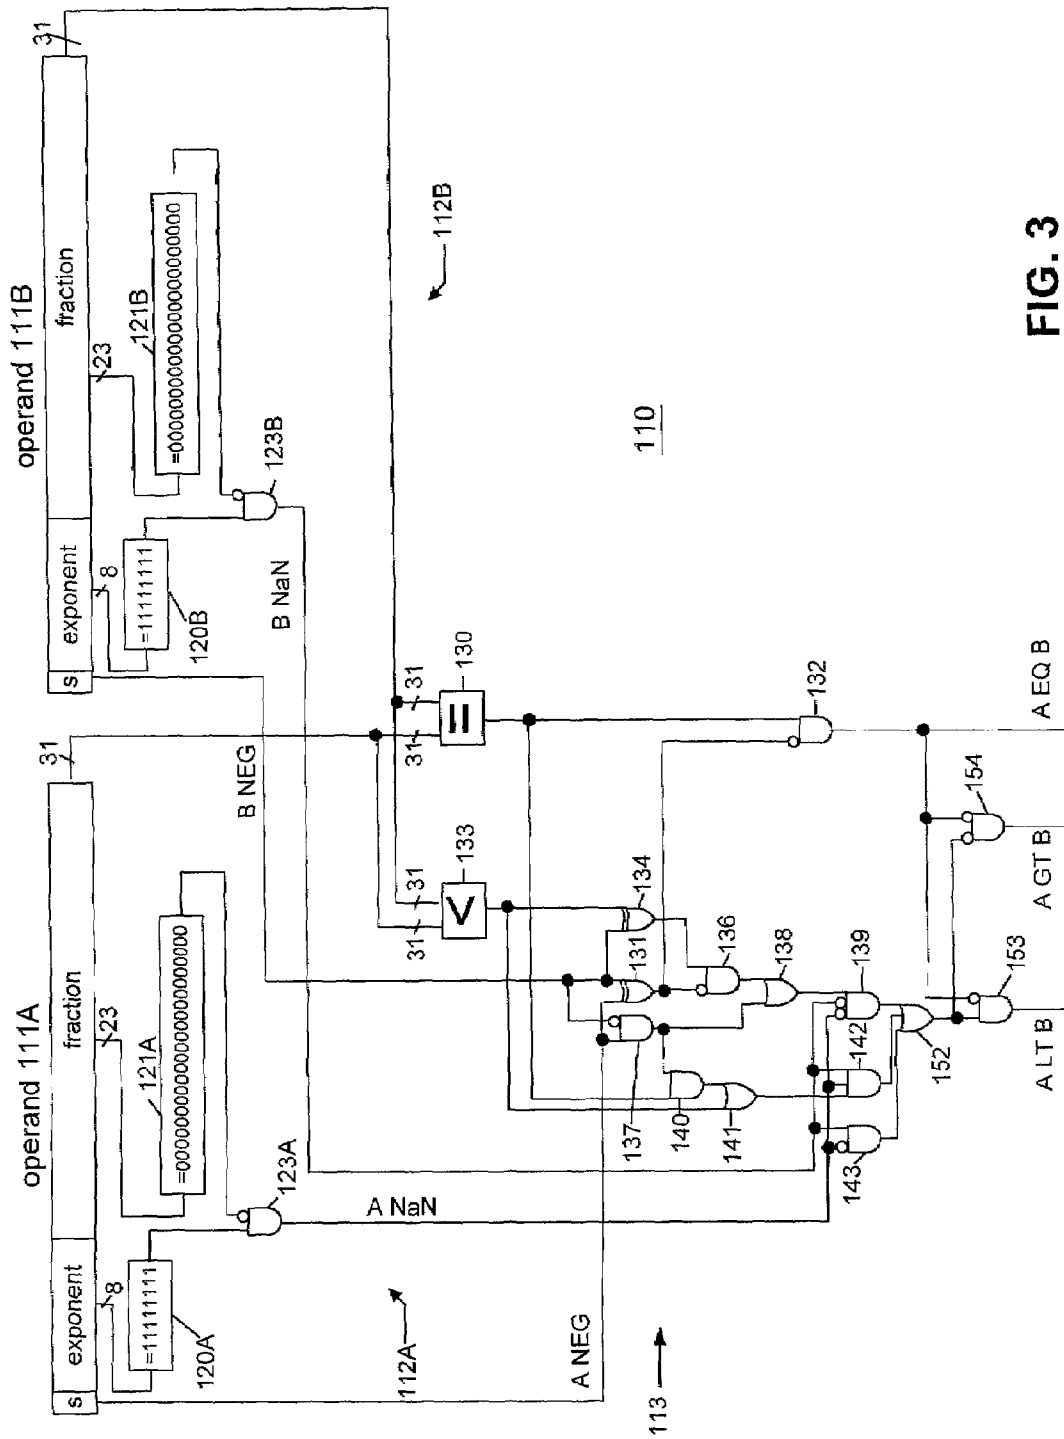 operand 111A
operand 111B
31
31
s
exponent
fraction
s
exponent
fraction
8
23
8
23
=11111111
121A
=00000000000000000000000
=11111111
121B
=00000000000000000000000
120A
120B
123A
123B
B NEG
B NaN
A NaN
112A
112B
31
31
31
31
133
130
A NEG
137
131
134
110
113
140
136
141
138
132
143
142
139
152
153
154
A LT B
A GT B
A EQ B
FIG. 3